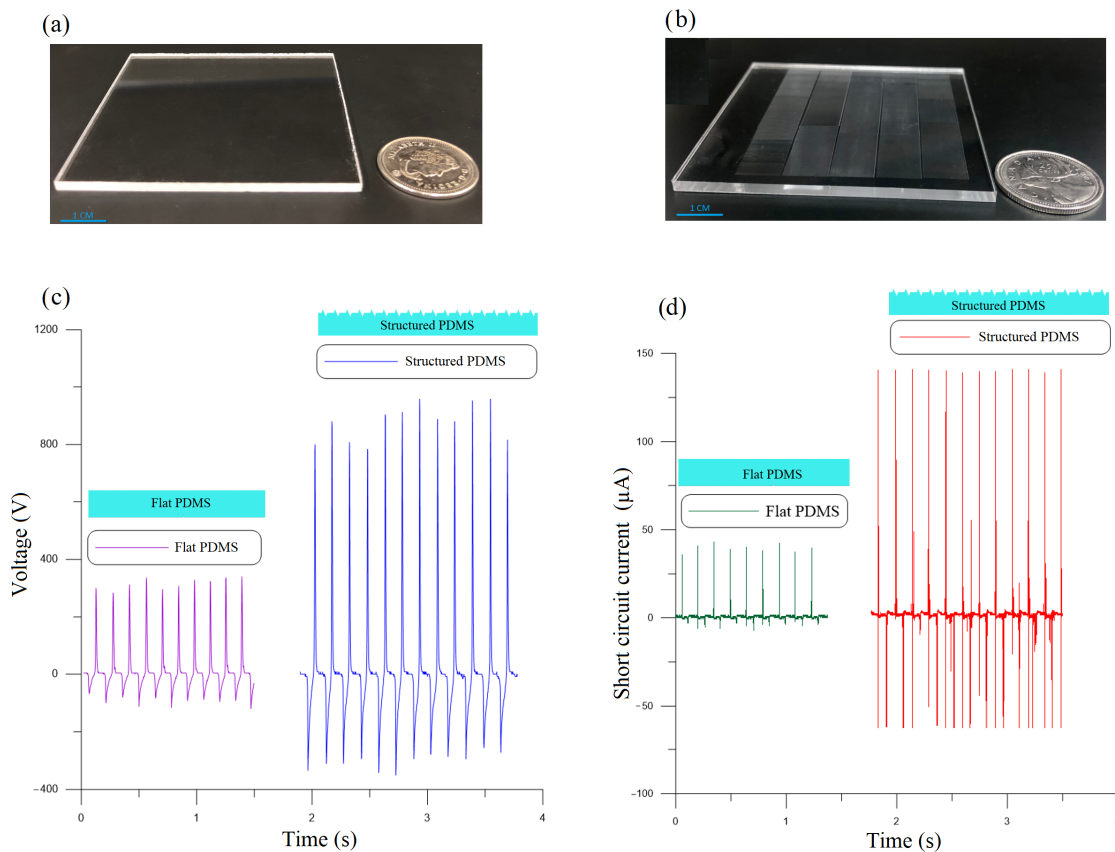 (a)
(b)
1 CM
1 CM
(c)
Structured PDMS
Structured PDMS
1200
800
400
0
−400
Voltage (V)
Flat PDMS
Flat PDMS
0
1
2
3
4
Time (s)
(d)
Structured PDMS
Structured PDMS
150
100
50
0
−50
−100
Short circuit current (μA)
Flat PDMS
Flat PDMS
0
1
2
3
Time (s)